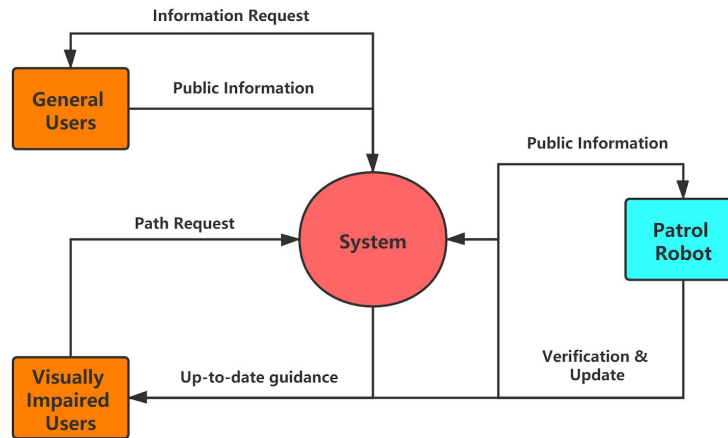 Information Request
General
Users
Public Information
Public Information
Patrol
Robot
Path Request
System
Verification &
Update
Up-to-date guidance
Visually
Impaired
Users